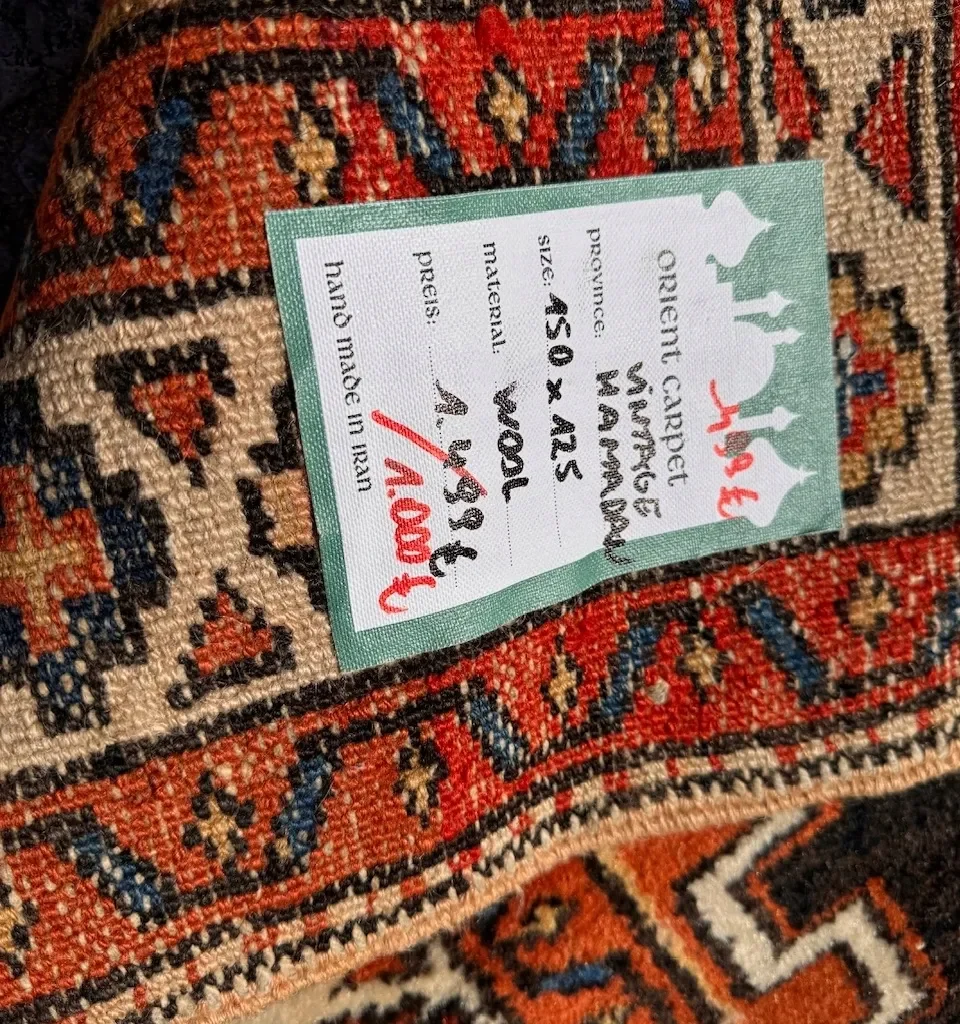 ORIENT CARPET
VINTAGE
PROVINCE: HAMADAN
SIZE: 150 x 125
MATERIAL: WOOL
PREIS: 1.499 €
1.000 €
HAND MADE IN IRAN